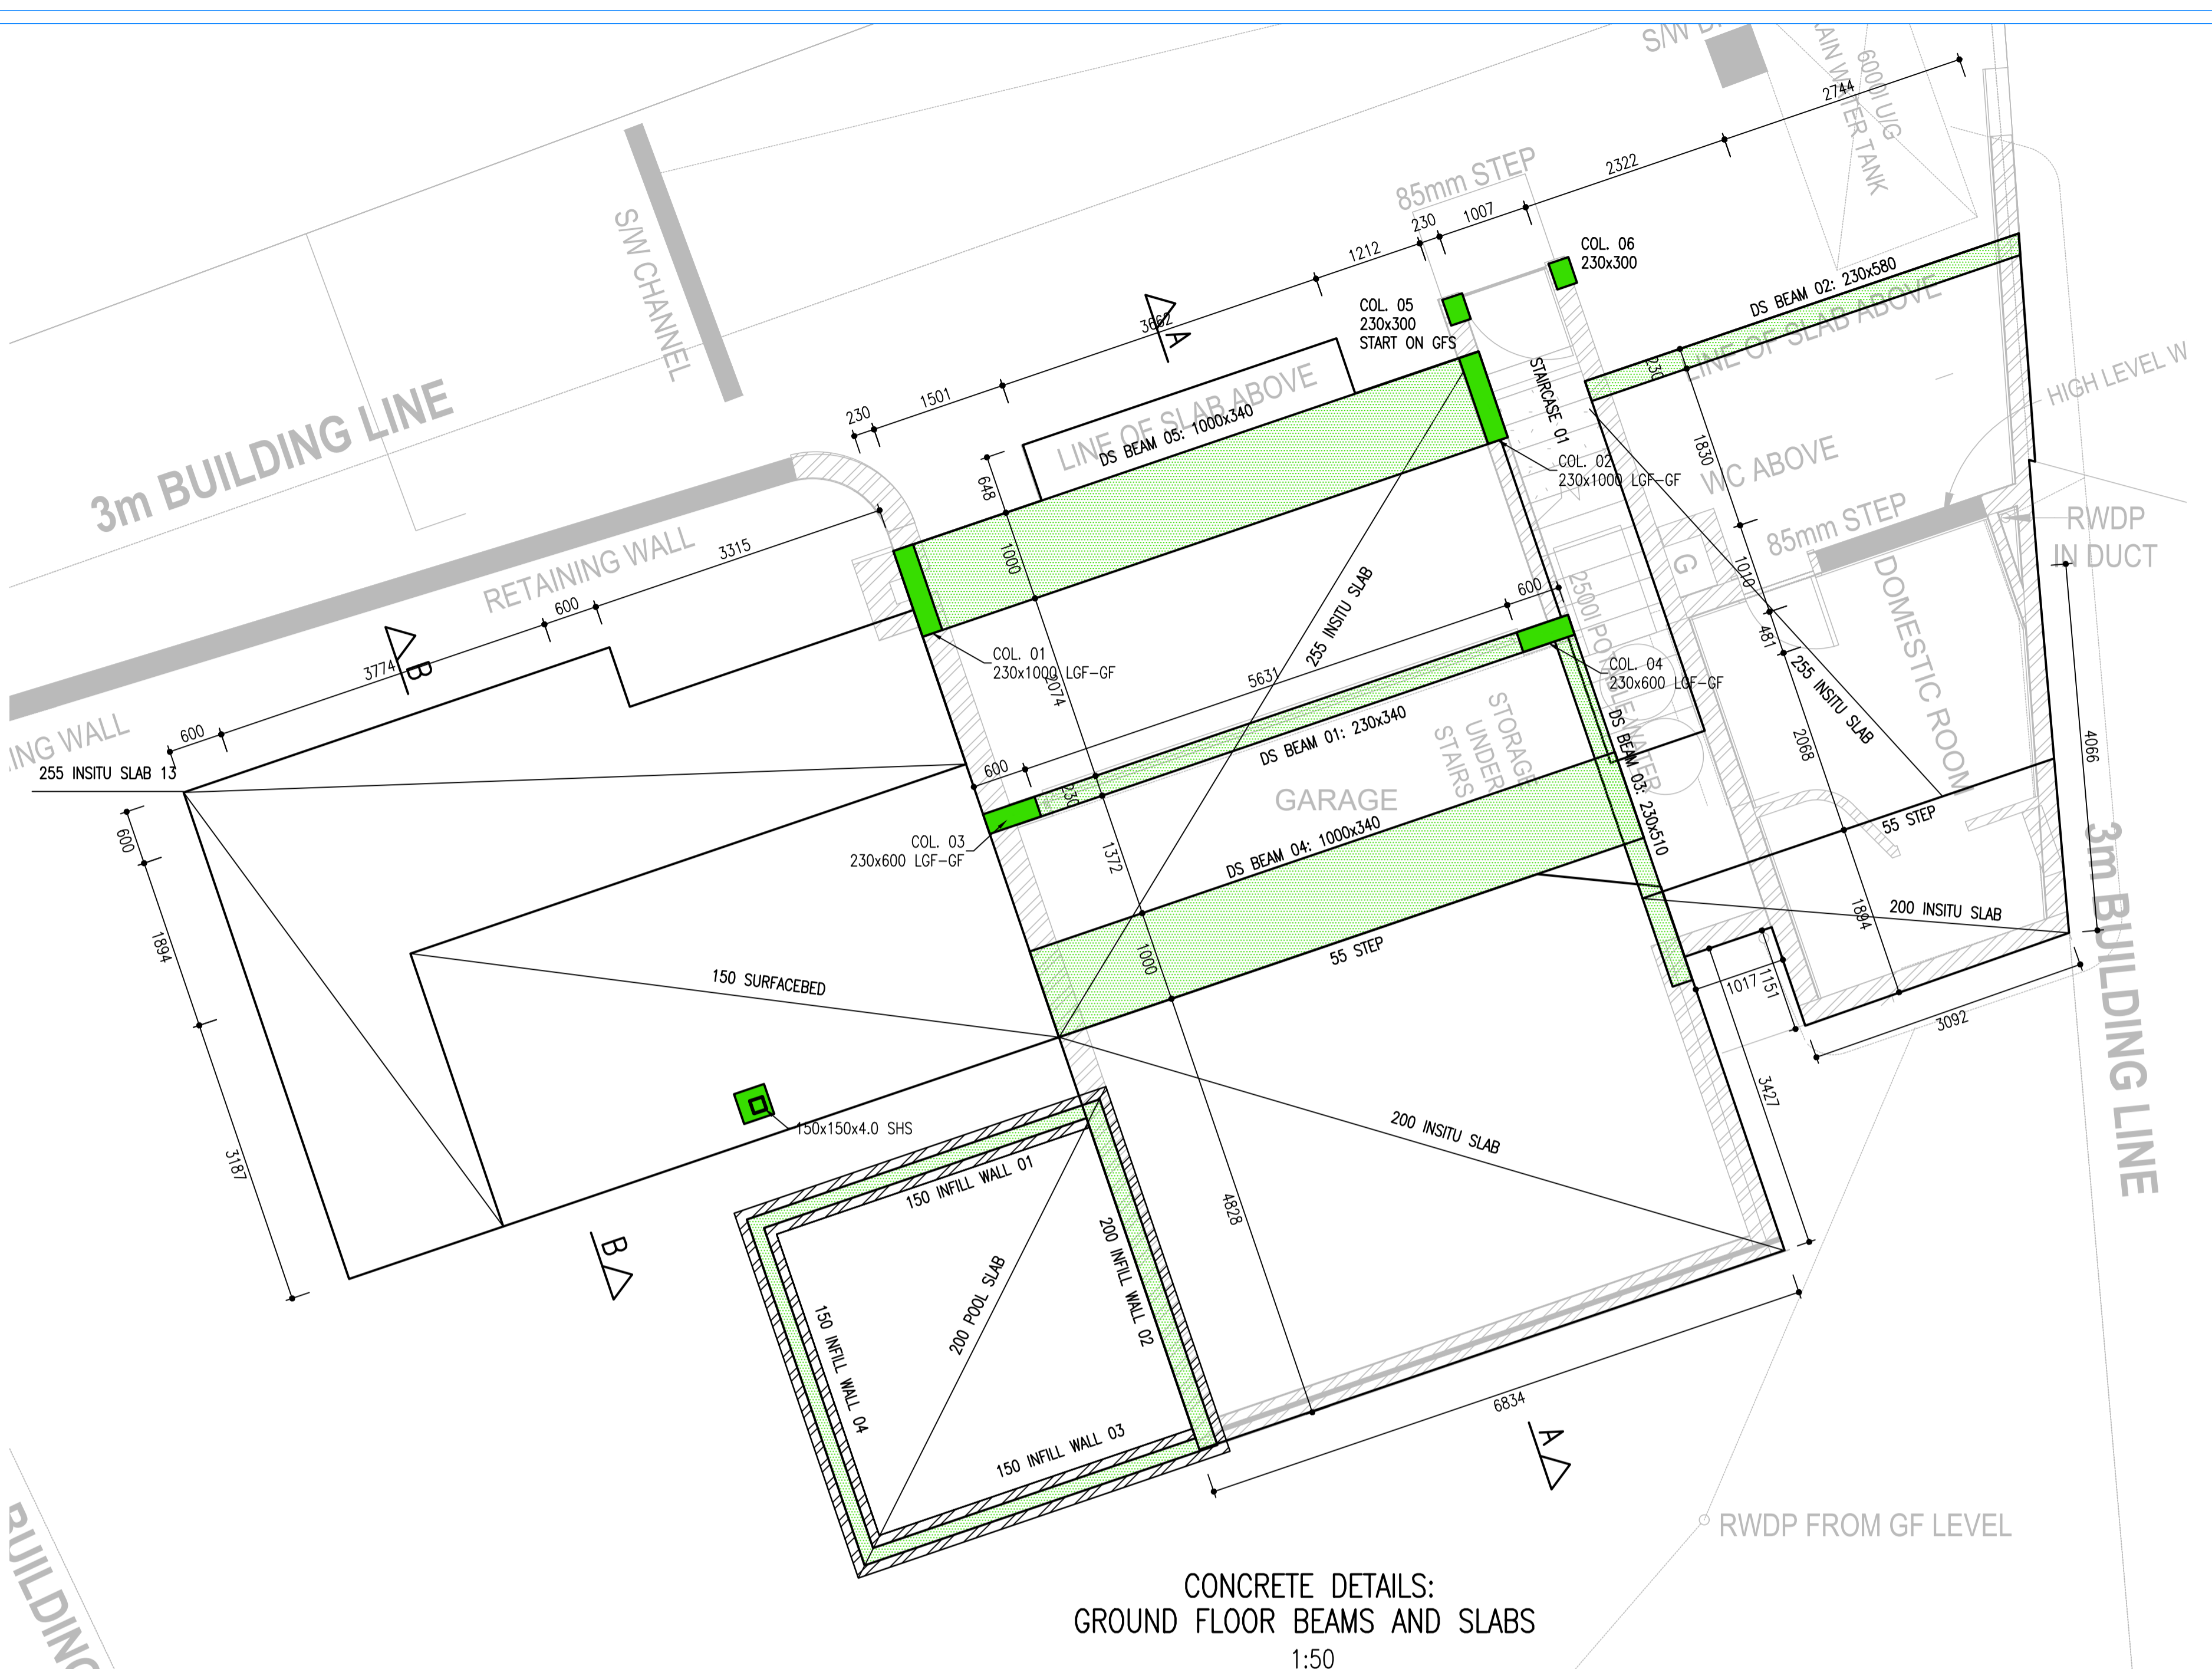 S/W
6000l U/G
TANK
2744
2322
85mm STEP
230
1007
1212
S/W CHANNEL
COL. 06
230x300
DS BEAM 02: 230x580
LINE OF SLAB ABOVE
COL. 05
230x300
START ON GFS
3662
A
HIGH LEVEL W
3m BUILDING LINE
230
1501
LINE OF SLAB ABOVE
DS BEAM 05: 1000x340
STAIRCASE 01
230
1830
WC ABOVE
COL. 02
230x1000 LGF-GF
648
85mm STEP
RWDP
IN DUCT
RETAINING WALL
3315
1000
G
1010
DOMESTIC ROOM
255 INSITU SLAB
600
600
481
255 INSITU SLAB
COL. 01
230x1000 LGF-GF
2074
5631
COL. 04
230x600 LGF-GF
3774
B
600
ING WALL
255 INSITU SLAB 13
600
230
DS BEAM 01: 230x340
STORAGE
UNDER
STAIRS
DS BEAM 03: 230x510
2068
4066
GARAGE
600
COL. 03
230x600 LGF-GF
1372
DS BEAM 04: 1000x340
55 STEP
3m BUILDING LINE
1894
150 SURFACEBED
1000
55 STEP
1894
200 INSITU SLAB
1017
1151
3092
3187
150x150x4.0 SHS
3427
200 INSITU SLAB
150 INFILL WALL 01
200 INFILL WALL 02
4828
B
200 POOL SLAB
150 INFILL WALL 04
150 INFILL WALL 03
6834
A
RWDP FROM GF LEVEL
BUILDING
CONCRETE DETAILS:
GROUND FLOOR BEAMS AND SLABS
1:50